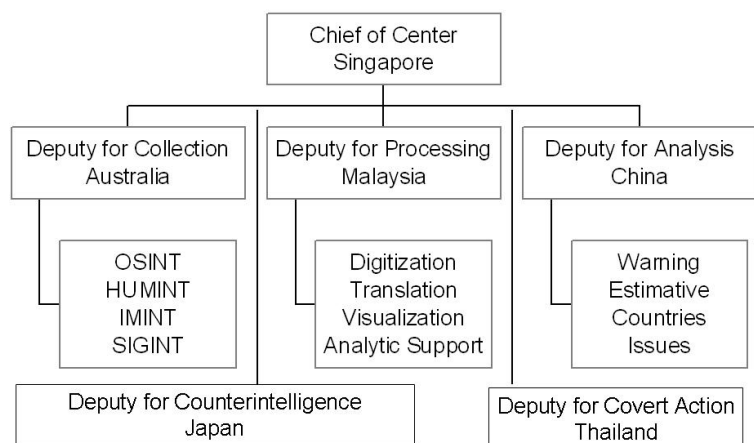 Chief of Center
Singapore
Deputy for Collection
Australia
Deputy for Processing
Malaysia
Deputy for Analysis
China
OSINT
HUMINT
IMINT
SIGINT
Digitization
Translation
Visualization
Analytic Support
Warning
Estimative
Countries
Issues
Deputy for Counterintelligence
Japan
Deputy for Covert Action
Thailand